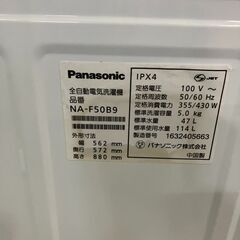 Panasonic
全自動電気洗濯機
品番
NA-F50B9
外形寸法
幅 562 mm
奥行 572 mm
高さ 880 mm
IPX4
JET
定格電圧 100 V～
定格周波数 50/60 Hz
定格消費電力 355/430 W
標準洗濯容量 5.0 kg
標準水量 47 L
標準使用水量 114 L
製造番号 1632405663
パナソニック株式会社
中国製